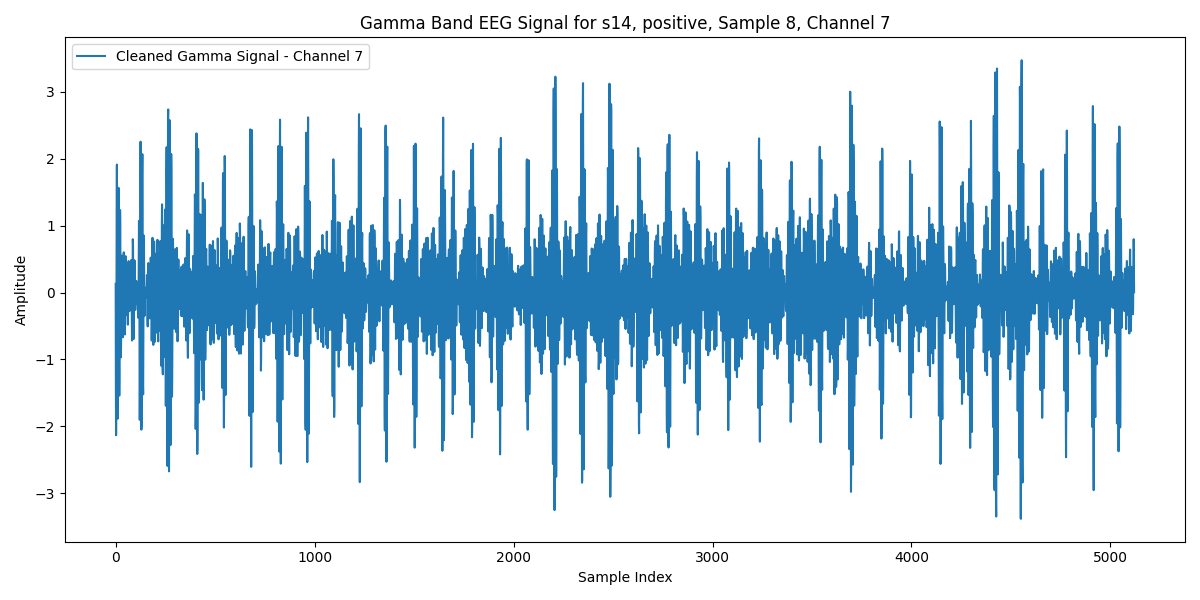 Gamma Band EEG Signal for s14, positive, Sample 8, Channel 7
Cleaned Gamma Signal - Channel 7
Amplitude
3
2
1
0
−1
−2
−3
0 1000 2000 3000 4000 5000
Sample Index